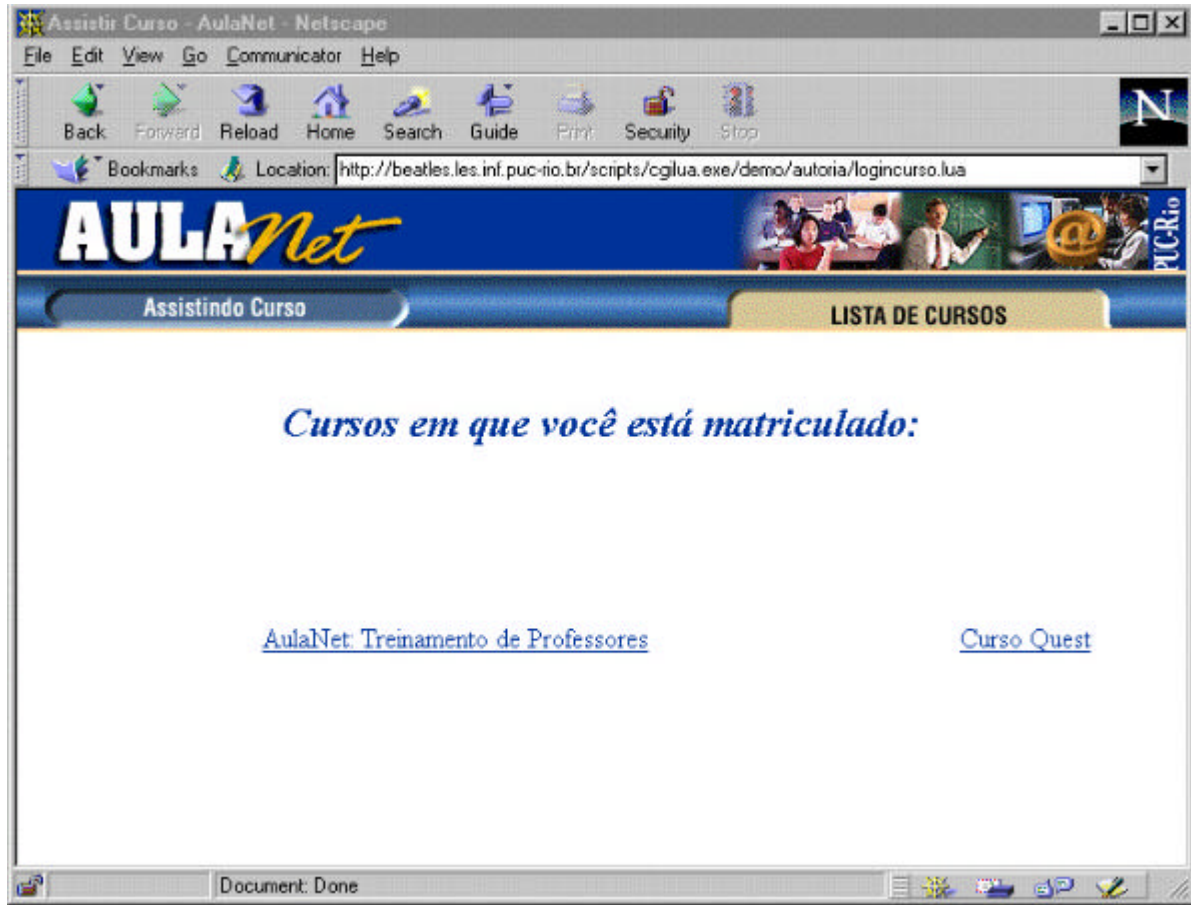 Assistir Curso - AulaNet - Netscape
File Edit View Go Communicator Help
Back Forward Reload Home Search Guide Print Security Stop
N
Bookmarks Location: http://beatles.les.inf.puc-rio.br/scripts/cgilua.exe/demo/autoria/logincurso.lua
AULANet
@
PUC-Rio
Assistindo Curso
LISTA DE CURSOS
Cursos em que você está matriculado:
AulaNet: Treinamento de Professores
Curso Quest
Document: Done